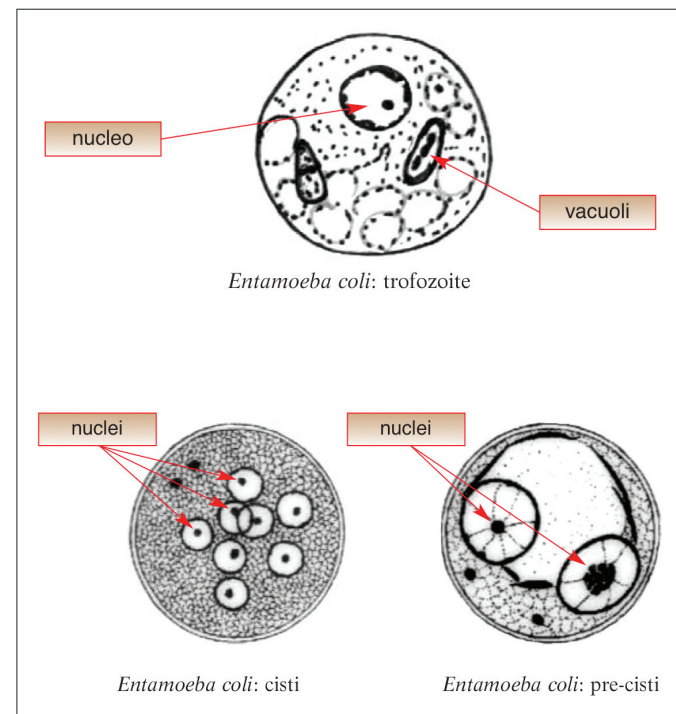 nucleo
vacuoli
Entamoeba coli: trofozoite
nuclei
nuclei
Entamoeba coli: cisti
Entamoeba coli: pre-cisti